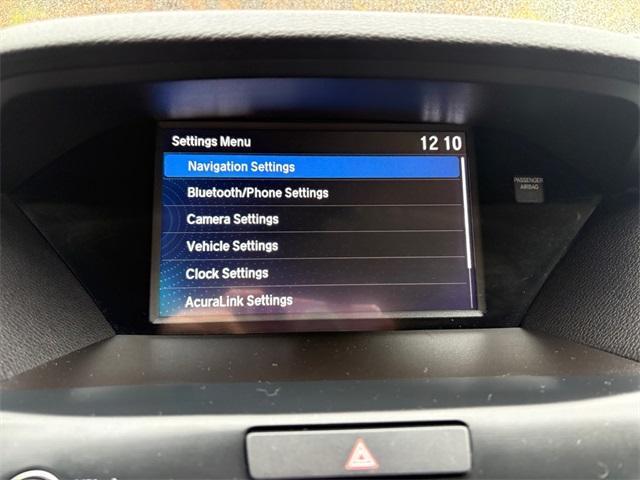 Settings Menu 12 10
Navigation Settings
Bluetooth/Phone Settings
Camera Settings
Vehicle Settings
Clock Settings
AcuraLink Settings
PASSENGER
AIRBAG